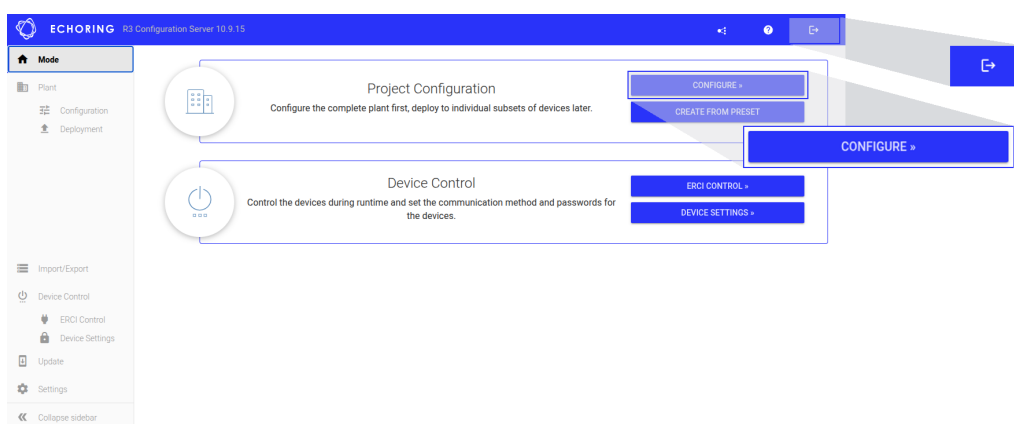 ECHORING R3 Configuration Server 10.9.15
Mode
Plant
Configuration
Deployment
Project Configuration
Configure the complete plant first, deploy to individual subsets of devices later.
CONFIGURE »
CREATE FROM PRESET
CONFIGURE »
Device Control
Control the devices during runtime and set the communication method and passwords for
the devices.
ERCI CONTROL »
DEVICE SETTINGS »
Import/Export
Device Control
ERCI Control
Device Settings
Update
Settings
Collapse sidebar